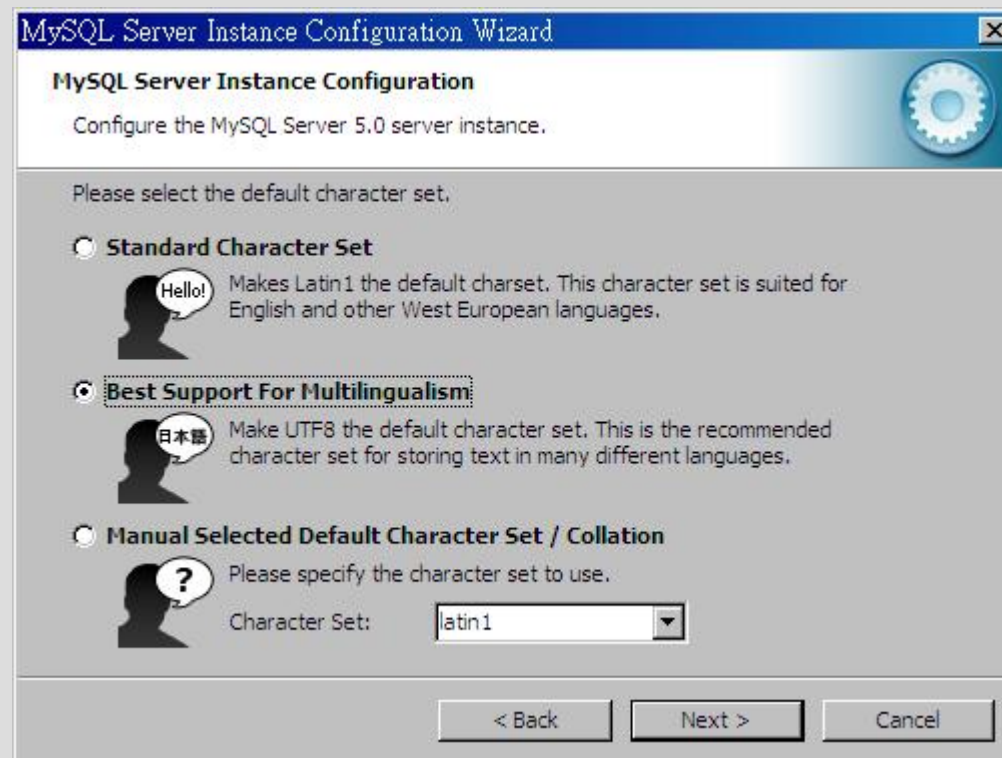 MySQL Server Instance Configuration Wizard
MySQL Server Instance Configuration
Configure the MySQL Server 5.0 server instance.
Please select the default character set.
Standard Character Set
Hello!
Makes Latin1 the default charset. This character set is suited for
English and other West European languages.
Best Support For Multilingualism
日本語
Make UTF8 the default character set. This is the recommended
character set for storing text in many different languages.
Manual Selected Default Character Set / Collation
?
Please specify the character set to use.
Character Set: latin1
< Back Next > Cancel